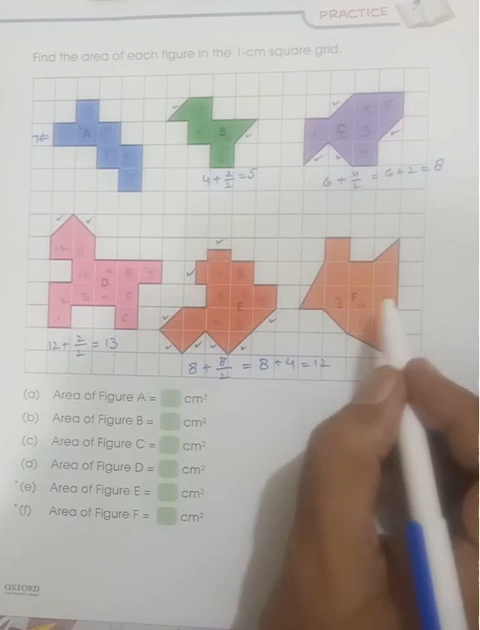 PRACTICE
Find the area of each figure in the 1-cm square grid.
A
B
C
4 + 2/2 = 5
6 + 4/2 = 6+2 = 8
D
E
F
12 + 2/2 = 13
8 + 8/2 = 8 + 4 = 12
(a) Area of Figure A = cm²
(b) Area of Figure B = cm²
(c) Area of Figure C = cm²
(d) Area of Figure D = cm²
*(e) Area of Figure E = cm²
*(f) Area of Figure F = cm²
OXFORD